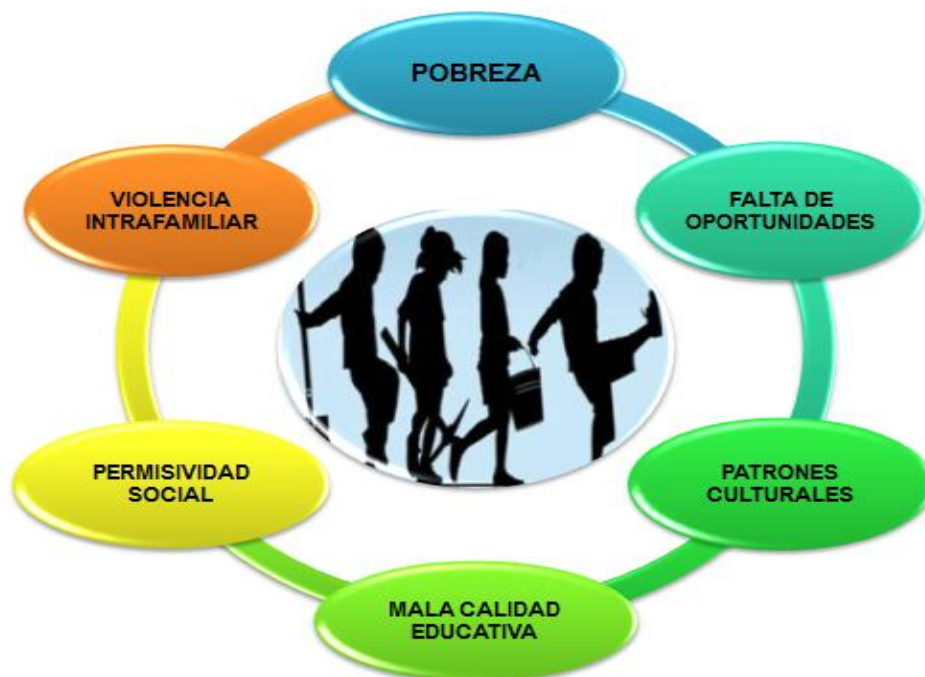 POBREZA
FALTA DE
OPORTUNIDADES
PATRONES
CULTURALES
MALA CALIDAD
EDUCATIVA
PERMISIVIDAD
SOCIAL
VIOLENCIA
INTRAFAMILIAR